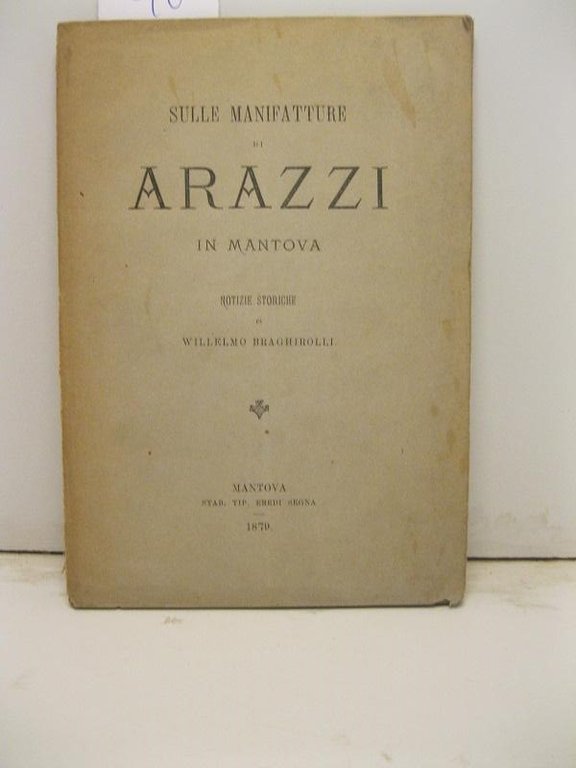 SULLE MANIFATTURE
DI
ARAZZI
IN MANTOVA
NOTIZIE STORICHE
DI
WILLELMO BRAGHIROLLI
MANTOVA
STAB. TIP. EREDI SEGNA
1879.